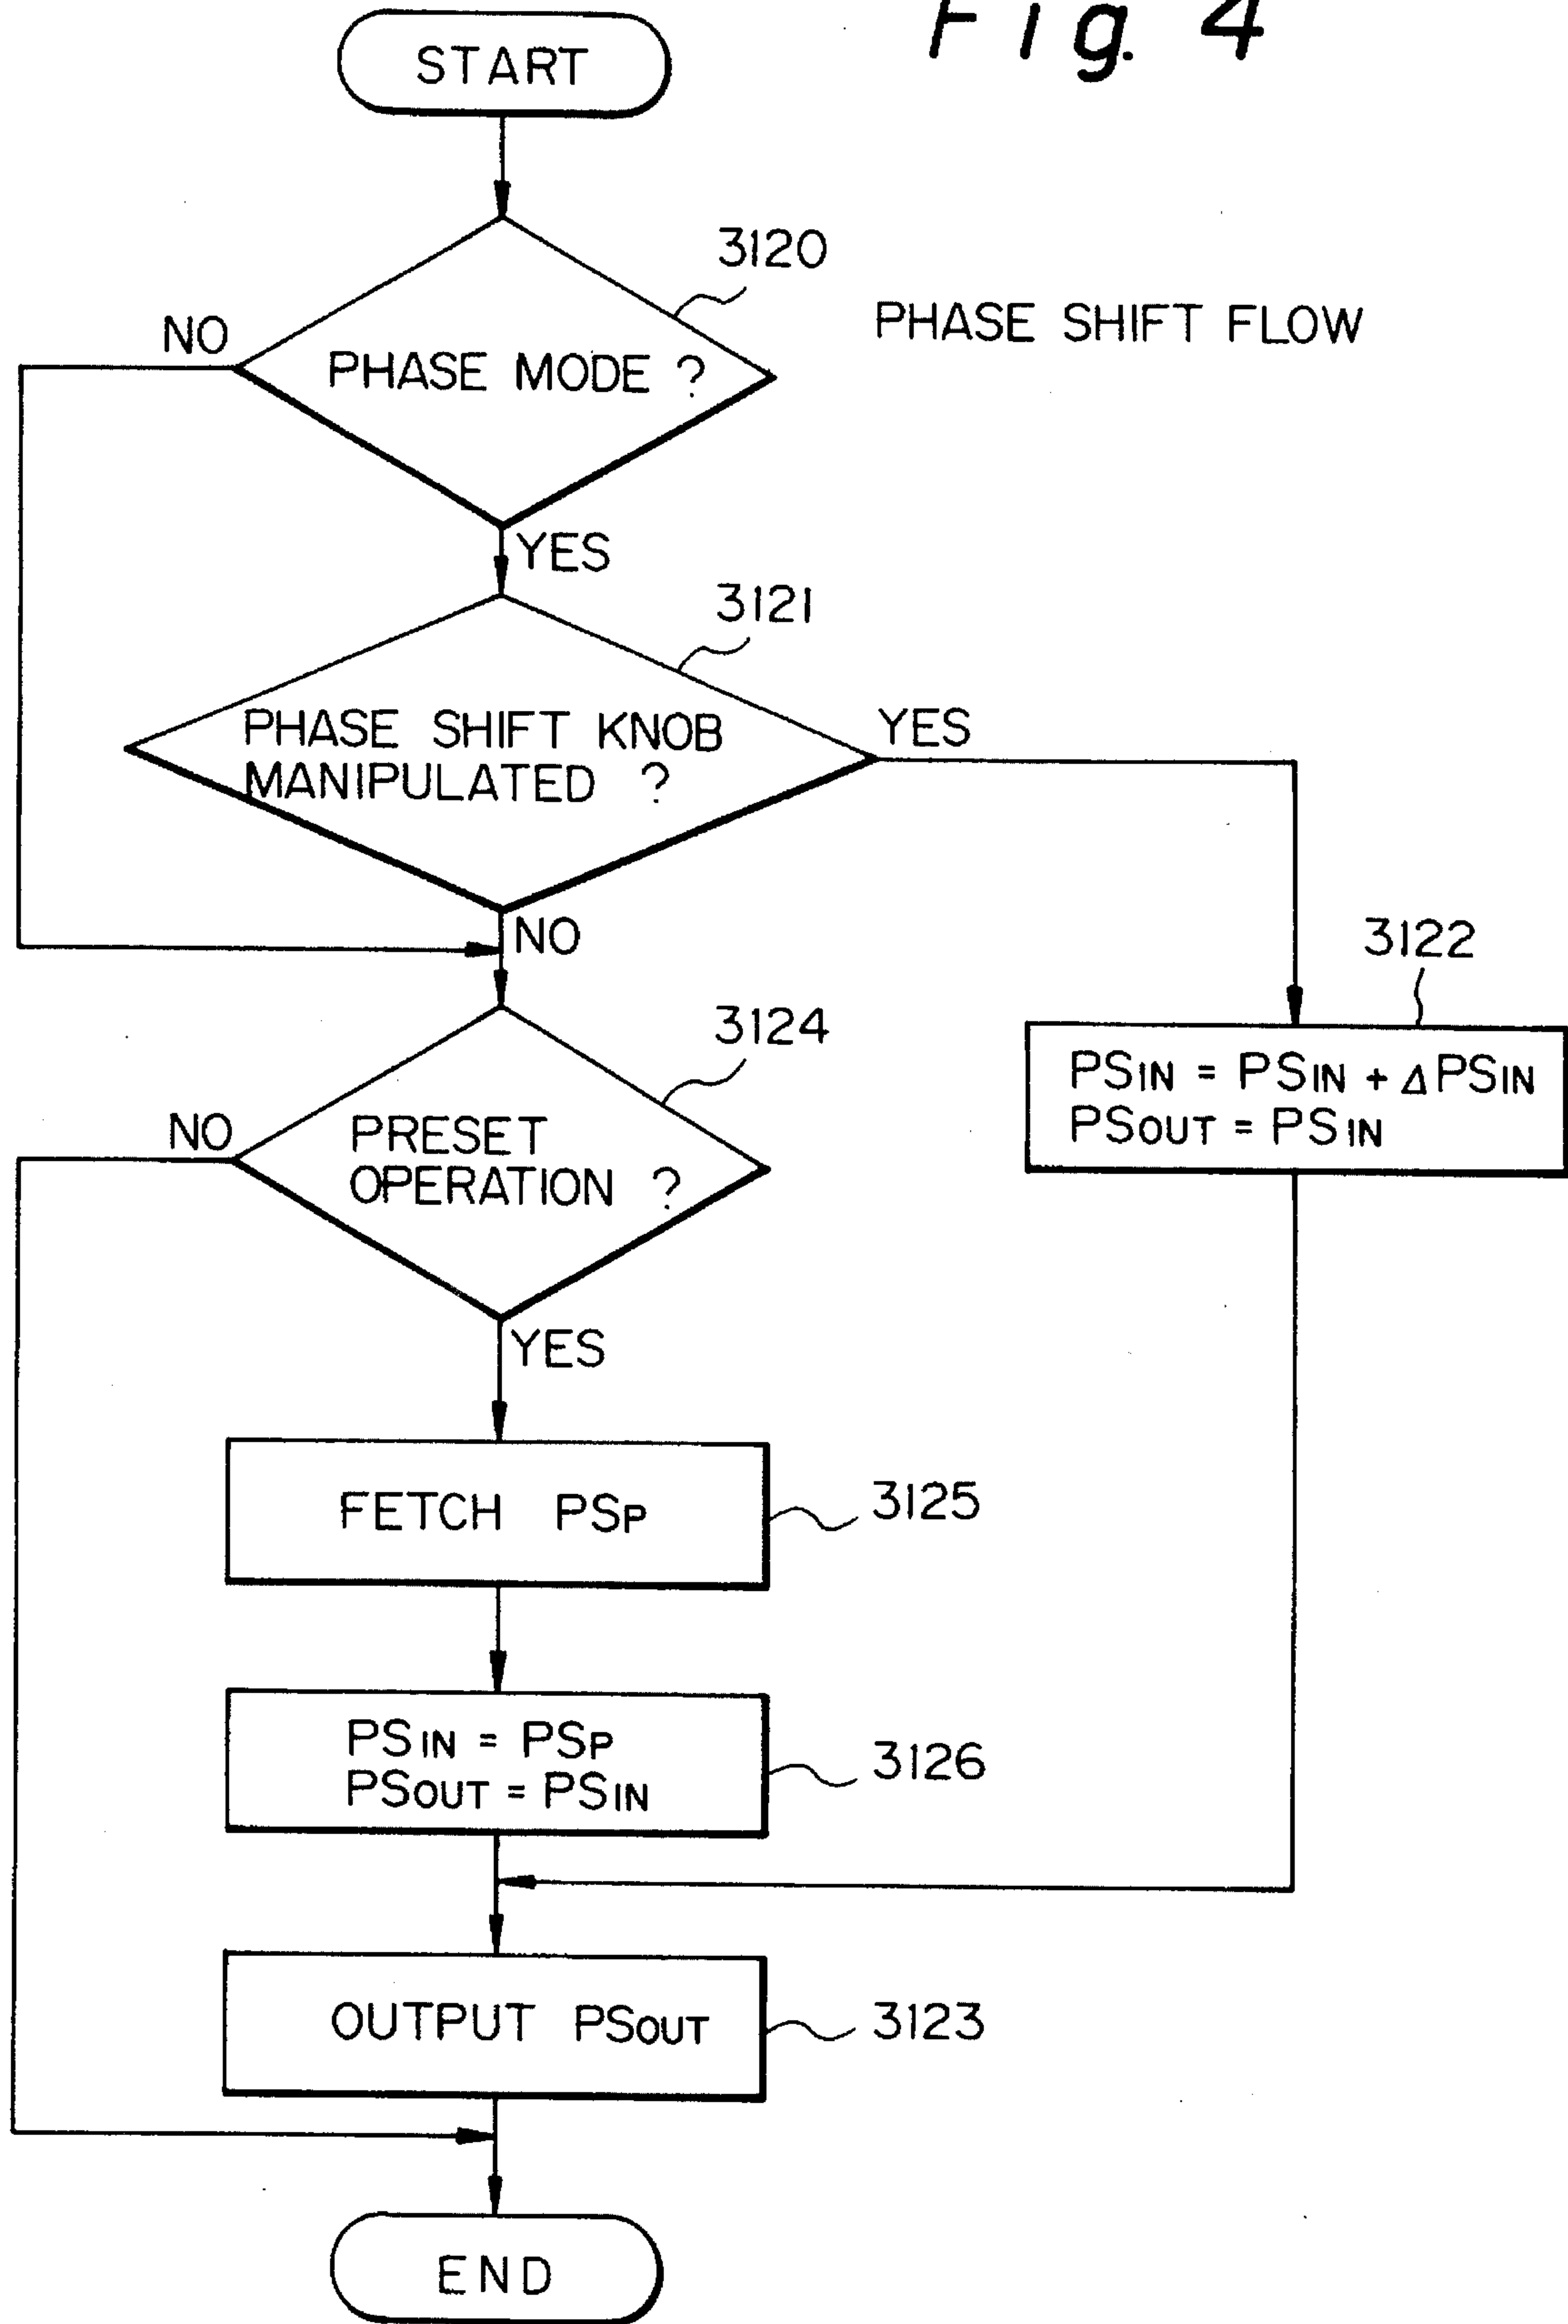 Fig. 4
START
3120
PHASE SHIFT FLOW
NO
PHASE MODE ?
YES
3121
PHASE SHIFT KNOB
MANIPULATED ?
YES
NO
3122
PSIN = PSIN + Δ PSIN
PSOUT = PSIN
3124
NO
PRESET
OPERATION ?
YES
FETCH PSP
3125
PSIN = PSP
PSOUT = PSIN
3126
OUTPUT PSOUT
3123
END